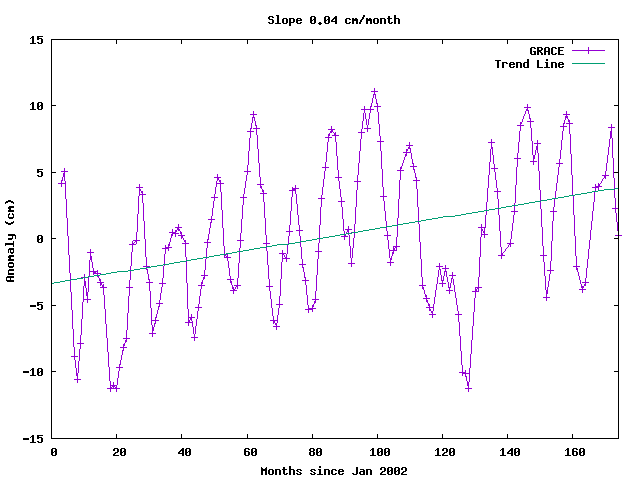 Slope 0.04 cm/month
15
GRACE
Trend Line
10
5
Anomaly (cm)
0
-5
-10
-15
0 20 40 60 80 100 120 140 160
Months since Jan 2002